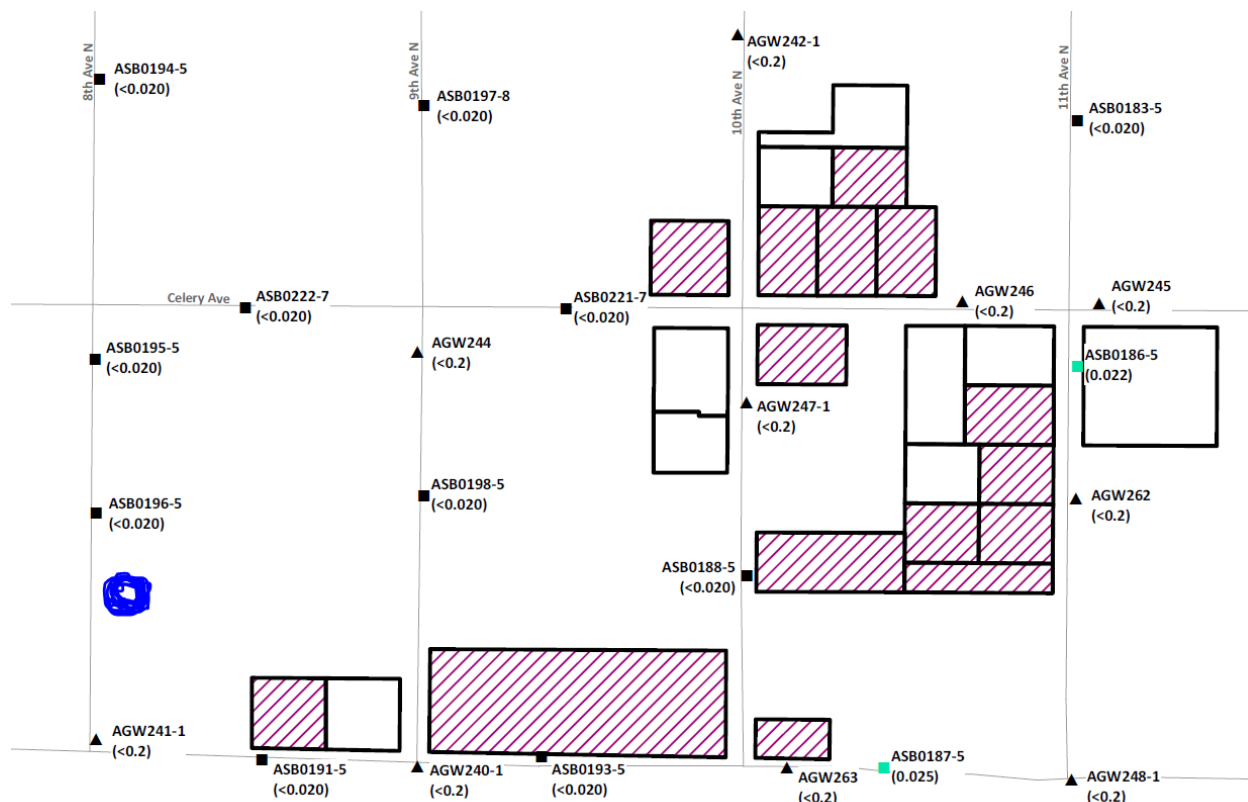 AGW242-1
(<0.2)
8th Ave N
ASB0194-5
(<0.020)
9th Ave N
ASB0197-8
(<0.020)
10th Ave N
11th Ave N
ASB0183-5
(<0.020)
Celery Ave
ASB0222-7
(<0.020)
ASB0221-7
(<0.020)
AGW246
(<0.2)
AGW245
(<0.2)
ASB0195-5
(<0.020)
AGW244
(<0.2)
ASB0186-5
(0.022)
AGW247-1
(<0.2)
ASB0196-5
(<0.020)
ASB0198-5
(<0.020)
AGW262
(<0.2)
ASB0188-5
(<0.020)
AGW241-1
(<0.2)
ASB0191-5
(<0.020)
AGW240-1
(<0.2)
ASB0193-5
(<0.020)
AGW263
(<0.2)
ASB0187-5
(0.025)
AGW248-1
(<0.2)